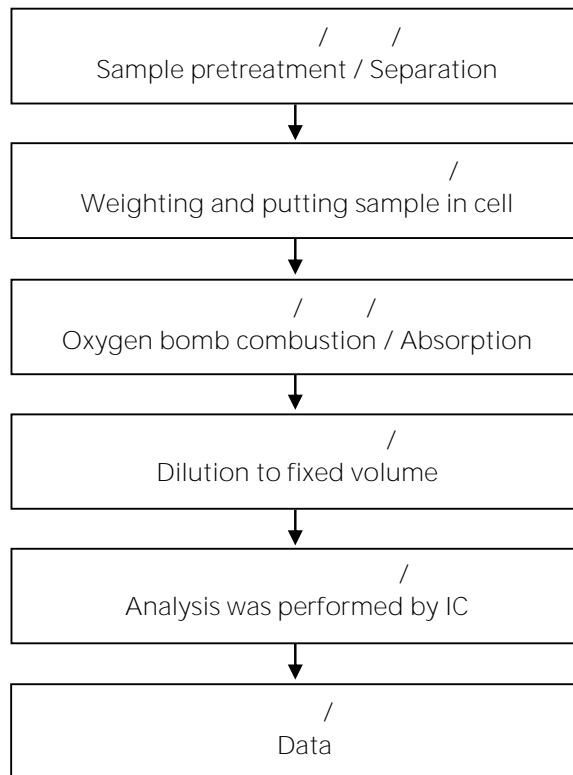 / /
Sample pretreatment / Separation
/
Weighting and putting sample in cell
/ /
Oxygen bomb combustion / Absorption
/
Dilution to fixed volume
/
Analysis was performed by IC
/
Data